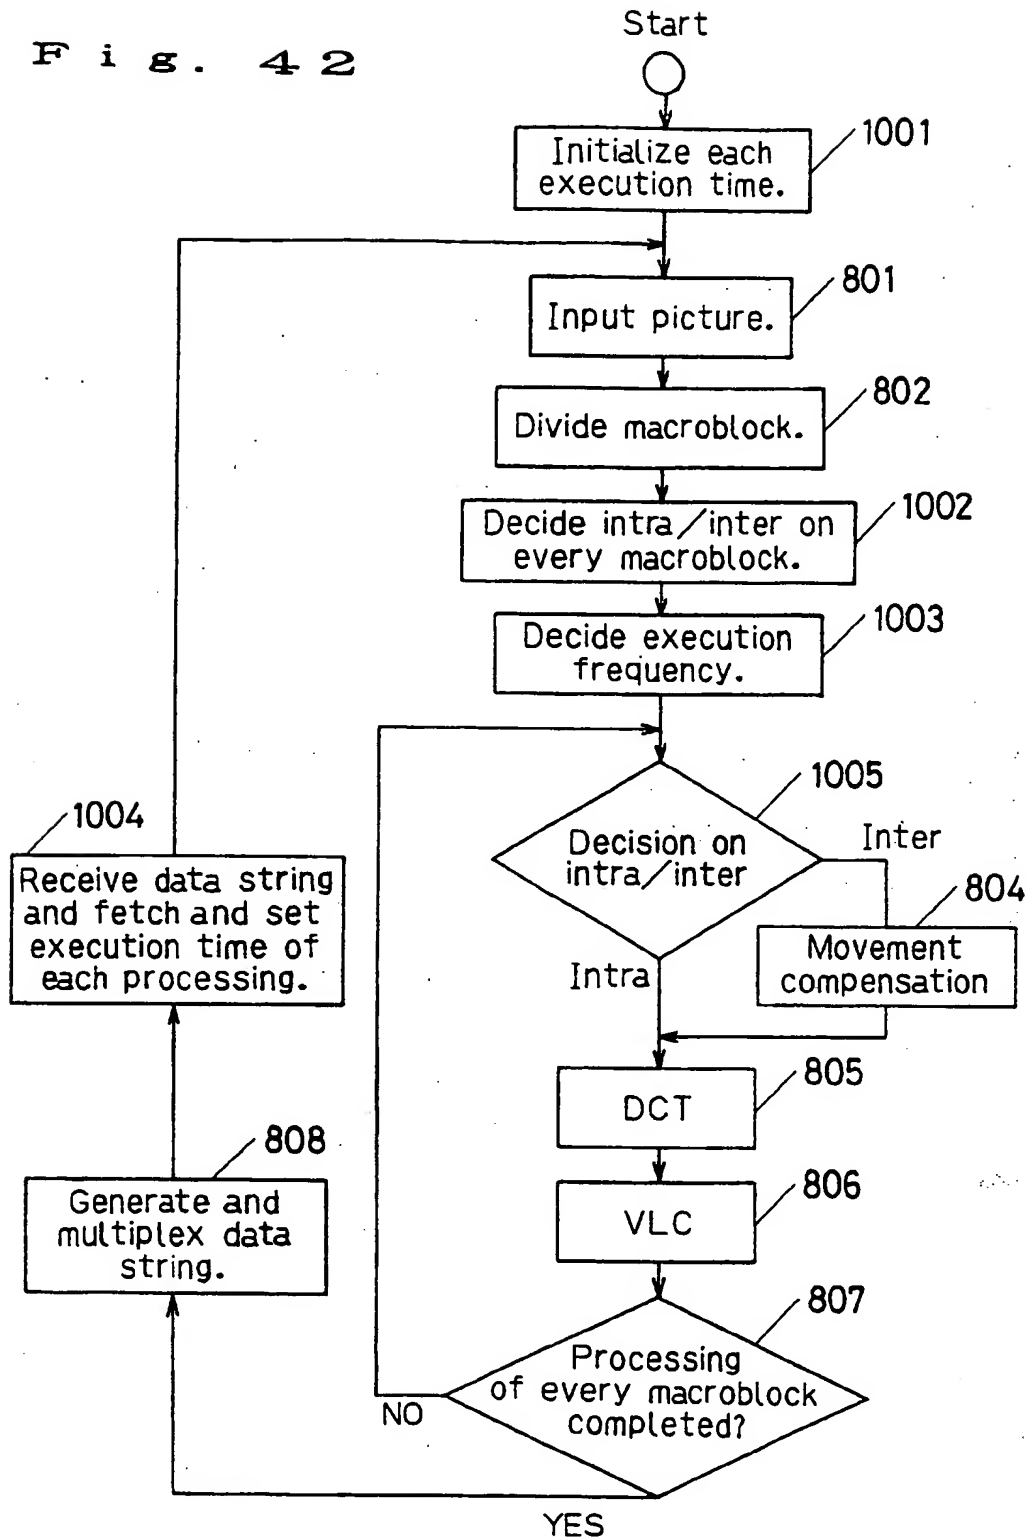 Fig. 42
Start
1001
Initialize each
execution time.
801
Input picture.
802
Divide macroblock.
1002
Decide intra/inter on
every macroblock.
1003
Decide execution
frequency.
1005
Decision on
intra/inter
Inter
Intra
804
Movement
compensation
805
DCT
806
VLC
807
Processing
of every macroblock
completed?
NO
YES
808
Generate and
multiplex data
string.
1004
Receive data string
and fetch and set
execution time of
each processing.